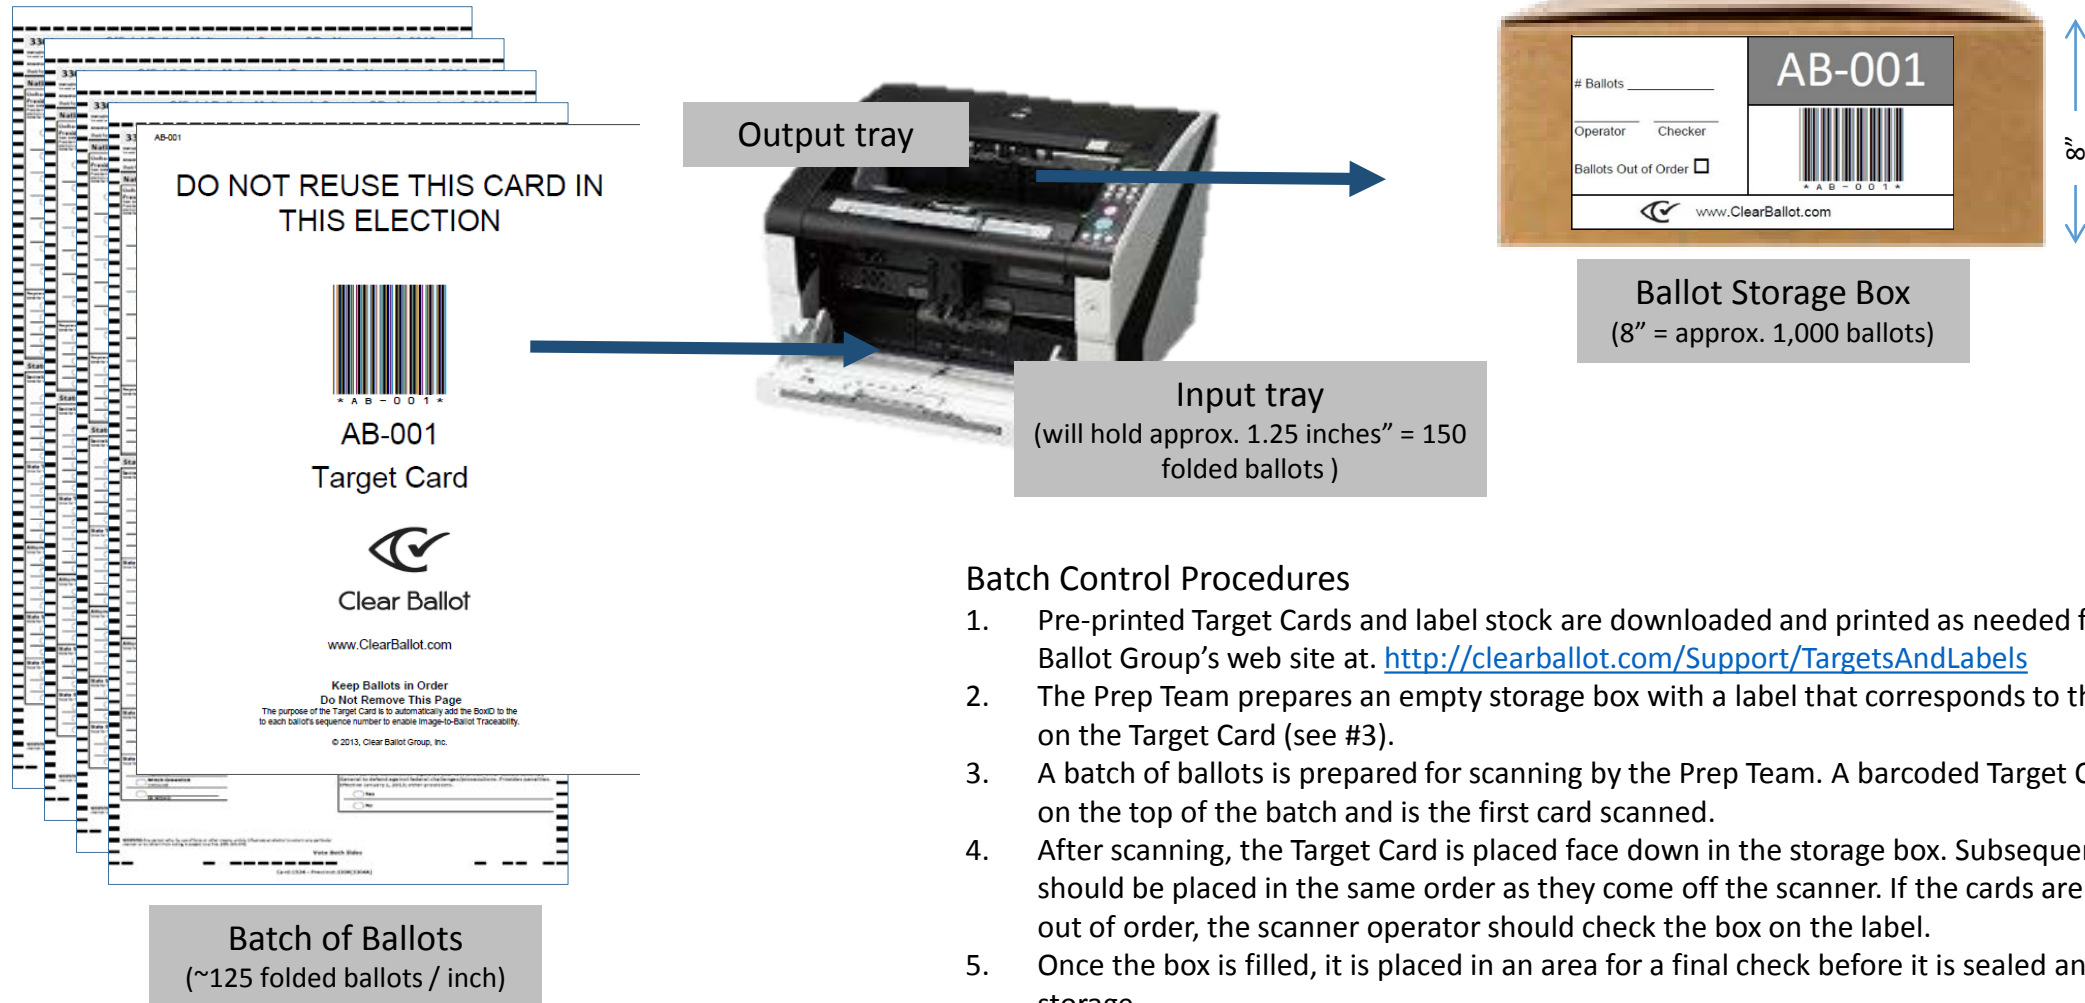 AB-001
DO NOT REUSE THIS CARD IN
THIS ELECTION
*AB-001*
AB-001
Target Card
Clear Ballot
www.ClearBallot.com
Keep Ballots in Order
Do Not Remove This Page
The purpose of the Target Card is to automatically add the BoxID to the
to each ballot's sequence number to enable Image-to-Ballot Traceability.
© 2013, Clear Ballot Group, Inc.
Yes
No
Vote Both Sides
Batch of Ballots
(~125 folded ballots / inch)
Output tray
Input tray
(will hold approx. 1.25 inches” = 150
folded ballots )
# Ballots
Operator Checker
Ballots Out of Order
AB-001
*AB-001*
www.ClearBallot.com
8”
Ballot Storage Box
(8” = approx. 1,000 ballots)
Batch Control Procedures
1. Pre-printed Target Cards and label stock are downloaded and printed as needed f
Ballot Group’s web site at. http://clearballot.com/Support/TargetsAndLabels
2. The Prep Team prepares an empty storage box with a label that corresponds to th
on the Target Card (see #3).
3. A batch of ballots is prepared for scanning by the Prep Team. A barcoded Target C
on the top of the batch and is the first card scanned.
4. After scanning, the Target Card is placed face down in the storage box. Subsequen
should be placed in the same order as they come off the scanner. If the cards are
out of order, the scanner operator should check the box on the label.
5. Once the box is filled, it is placed in an area for a final check before it is sealed an
storage